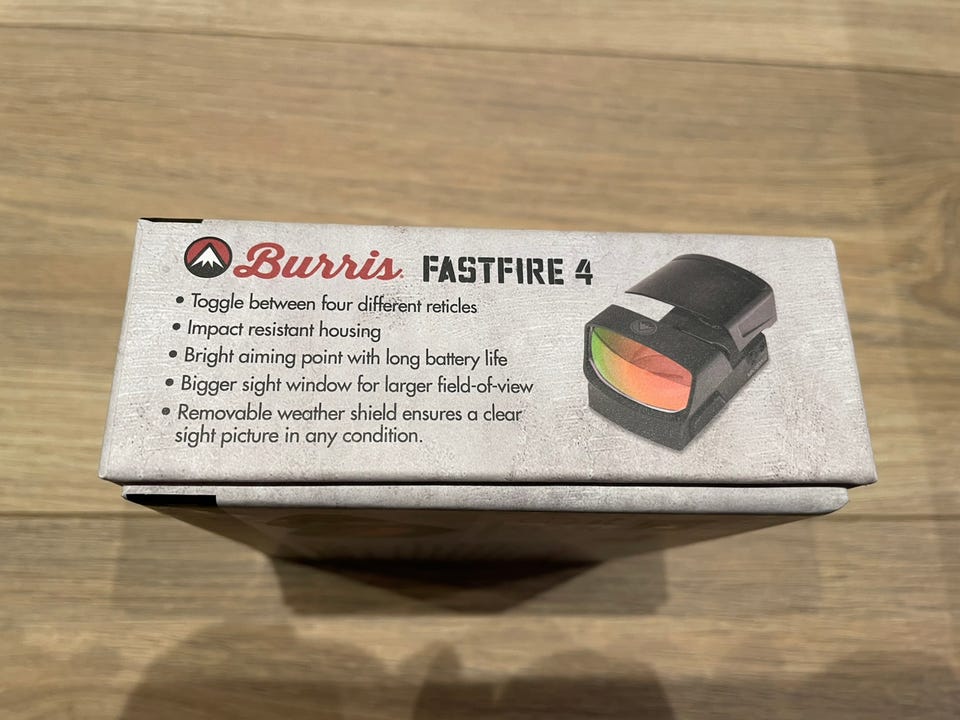 Burris FASTFIRE 4
• Toggle between four different reticles
• Impact resistant housing
• Bright aiming point with long battery life
• Bigger sight window for larger field-of-view
• Removable weather shield ensures a clear
sight picture in any condition.